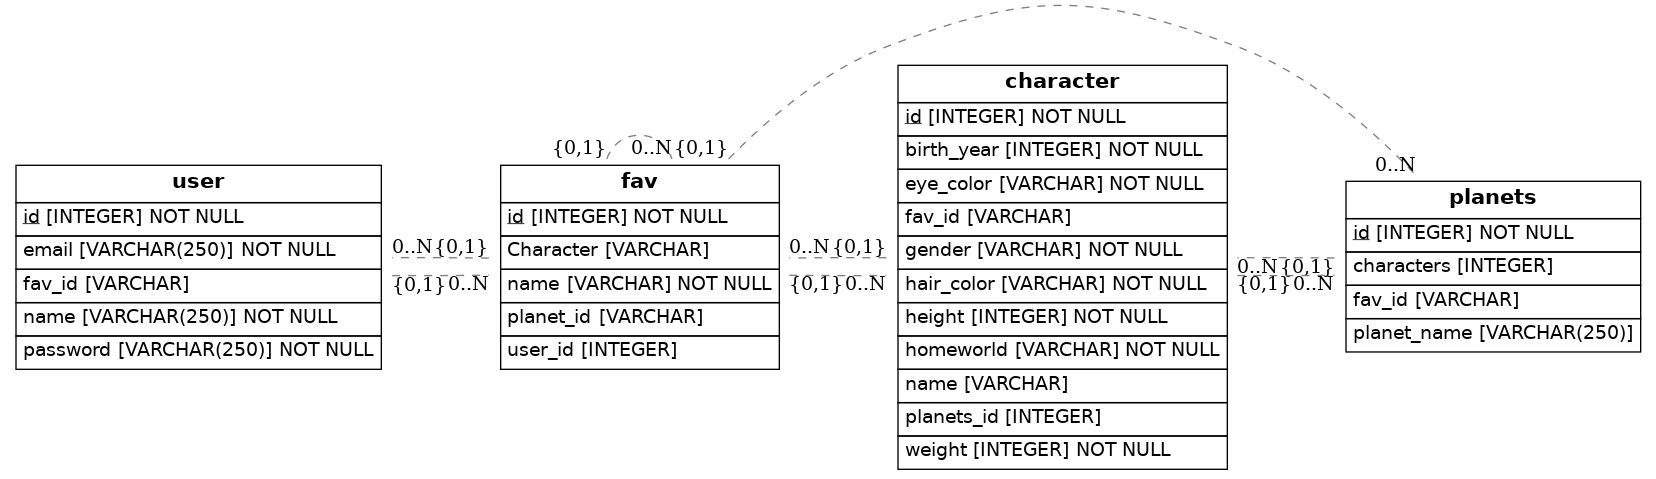 user
id [INTEGER] NOT NULL
email [VARCHAR(250)] NOT NULL
fav_id [VARCHAR]
name [VARCHAR(250)] NOT NULL
password [VARCHAR(250)] NOT NULL
0..N {0,1}
{0,1} 0..N
{0,1} 0..N {0,1}
fav
id [INTEGER] NOT NULL
Character [VARCHAR]
name [VARCHAR] NOT NULL
planet_id [VARCHAR]
user_id [INTEGER]
0..N {0,1}
{0,1} 0..N
character
id [INTEGER] NOT NULL
birth_year [INTEGER] NOT NULL
eye_color [VARCHAR] NOT NULL
fav_id [VARCHAR]
gender [VARCHAR] NOT NULL
hair_color [VARCHAR] NOT NULL
height [INTEGER] NOT NULL
homeworld [VARCHAR] NOT NULL
name [VARCHAR]
planets_id [INTEGER]
weight [INTEGER] NOT NULL
0..N {0,1}
{0,1} 0..N
0..N
planets
id [INTEGER] NOT NULL
characters [INTEGER]
fav_id [VARCHAR]
planet_name [VARCHAR(250)]